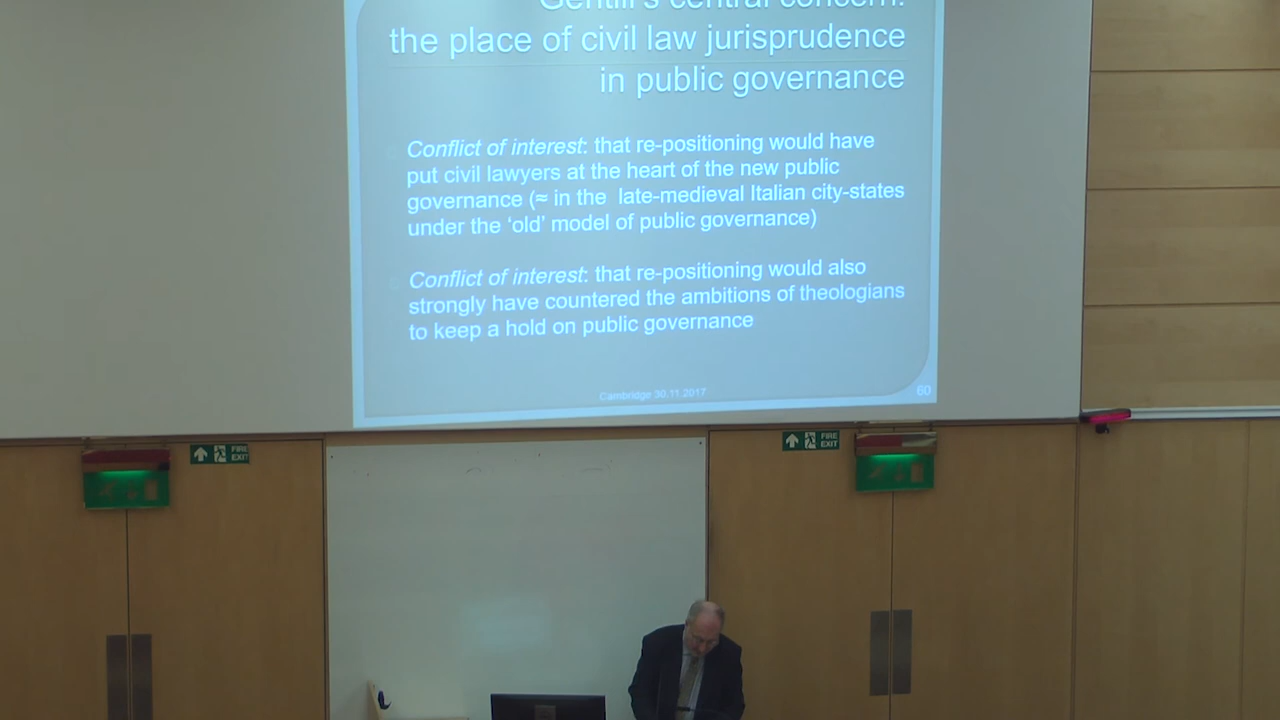 Gentili's central concern:
the place of civil law jurisprudence
in public governance
Conflict of interest: that re-positioning would have
put civil lawyers at the heart of the new public
governance (≈ in the late-medieval Italian city-states
under the 'old' model of public governance)
Conflict of interest: that re-positioning would also
strongly have countered the ambitions of theologians
to keep a hold on public governance
Cambridge 30.11.2017
60
FIRE
EXIT
FIRE
EXIT